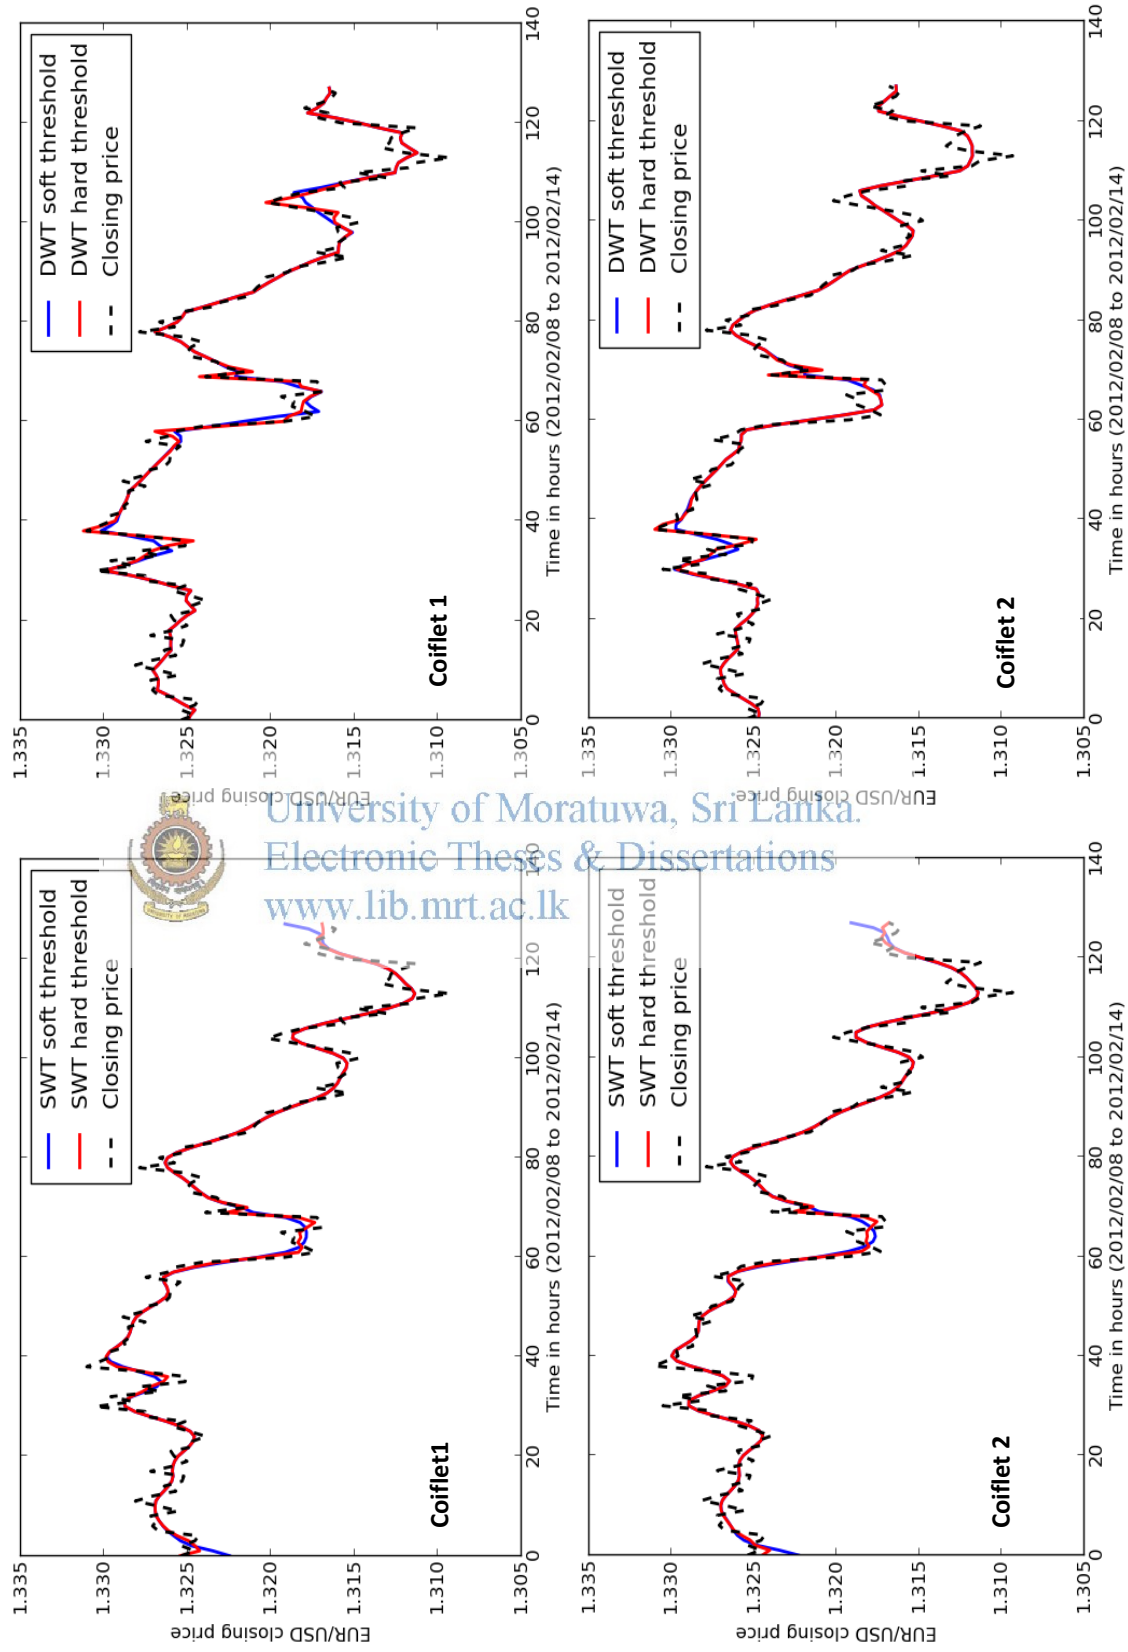 EUR/USD closing price
1.335
1.330
1.325
1.320
1.315
1.310
1.305
SWT soft threshold
SWT hard threshold
Closing price
Coiflet1
0 20 40 60 80 100 120 140
Time in hours (2012/02/08 to 2012/02/14)
EUR/USD closing price
1.335
1.330
1.325
1.320
1.315
1.310
1.305
DWT soft threshold
DWT hard threshold
Closing price
Coiflet 1
0 20 40 60 80 100 120 140
Time in hours (2012/02/08 to 2012/02/14)
EUR/USD closing price
1.335
1.330
1.325
1.320
1.315
1.310
1.305
SWT soft threshold
SWT hard threshold
Closing price
Coiflet 2
0 20 40 60 80 100 120 140
Time in hours (2012/02/08 to 2012/02/14)
EUR/USD closing price
1.335
1.330
1.325
1.320
1.315
1.310
1.305
DWT soft threshold
DWT hard threshold
Closing price
Coiflet 2
0 20 40 60 80 100 120 140
Time in hours (2012/02/08 to 2012/02/14)
University of Moratuwa, Sri Lanka.
Electronic Theses & Dissertations
www.lib.mrt.ac.lk